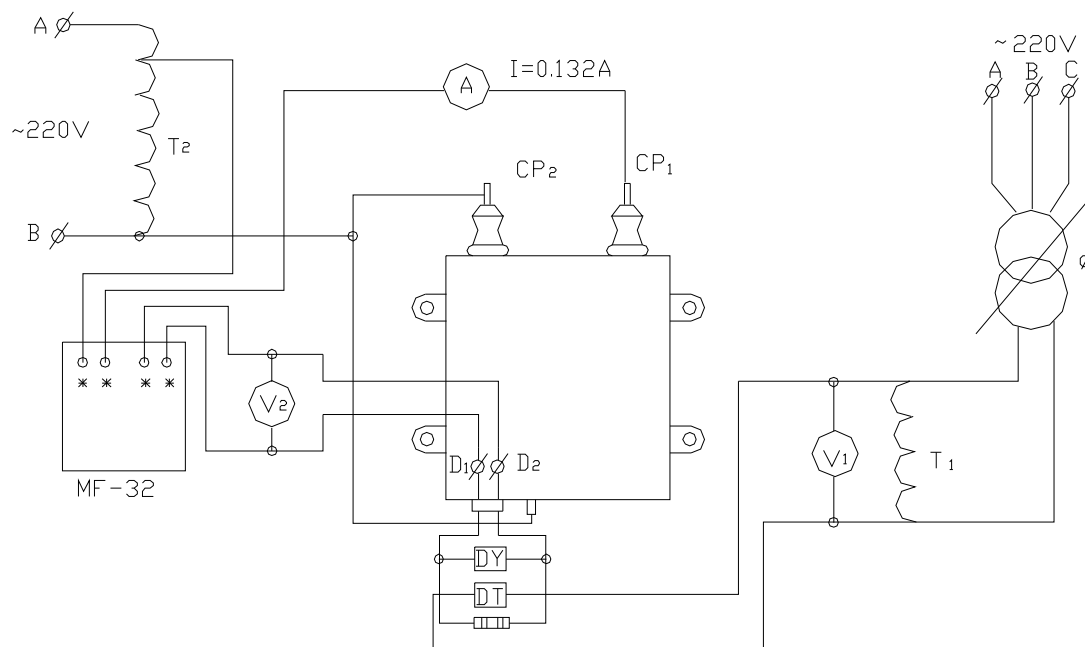 A
~220V
T2
B
I=0.132A
A
CP2
CP1
~220V
A B C
* * * *
MF-32
V2
D1 D2
V1
T1
DY
DT